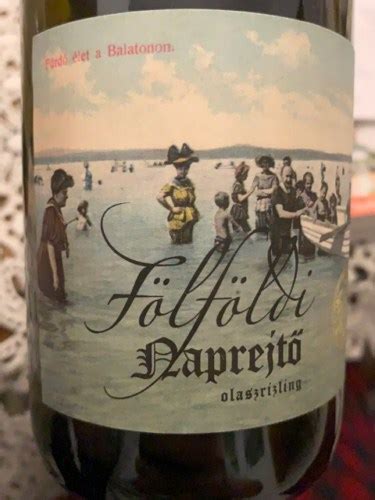 Fürdő élet a Balatonon.
Fölföldi
Naprejtő
olaszrizling